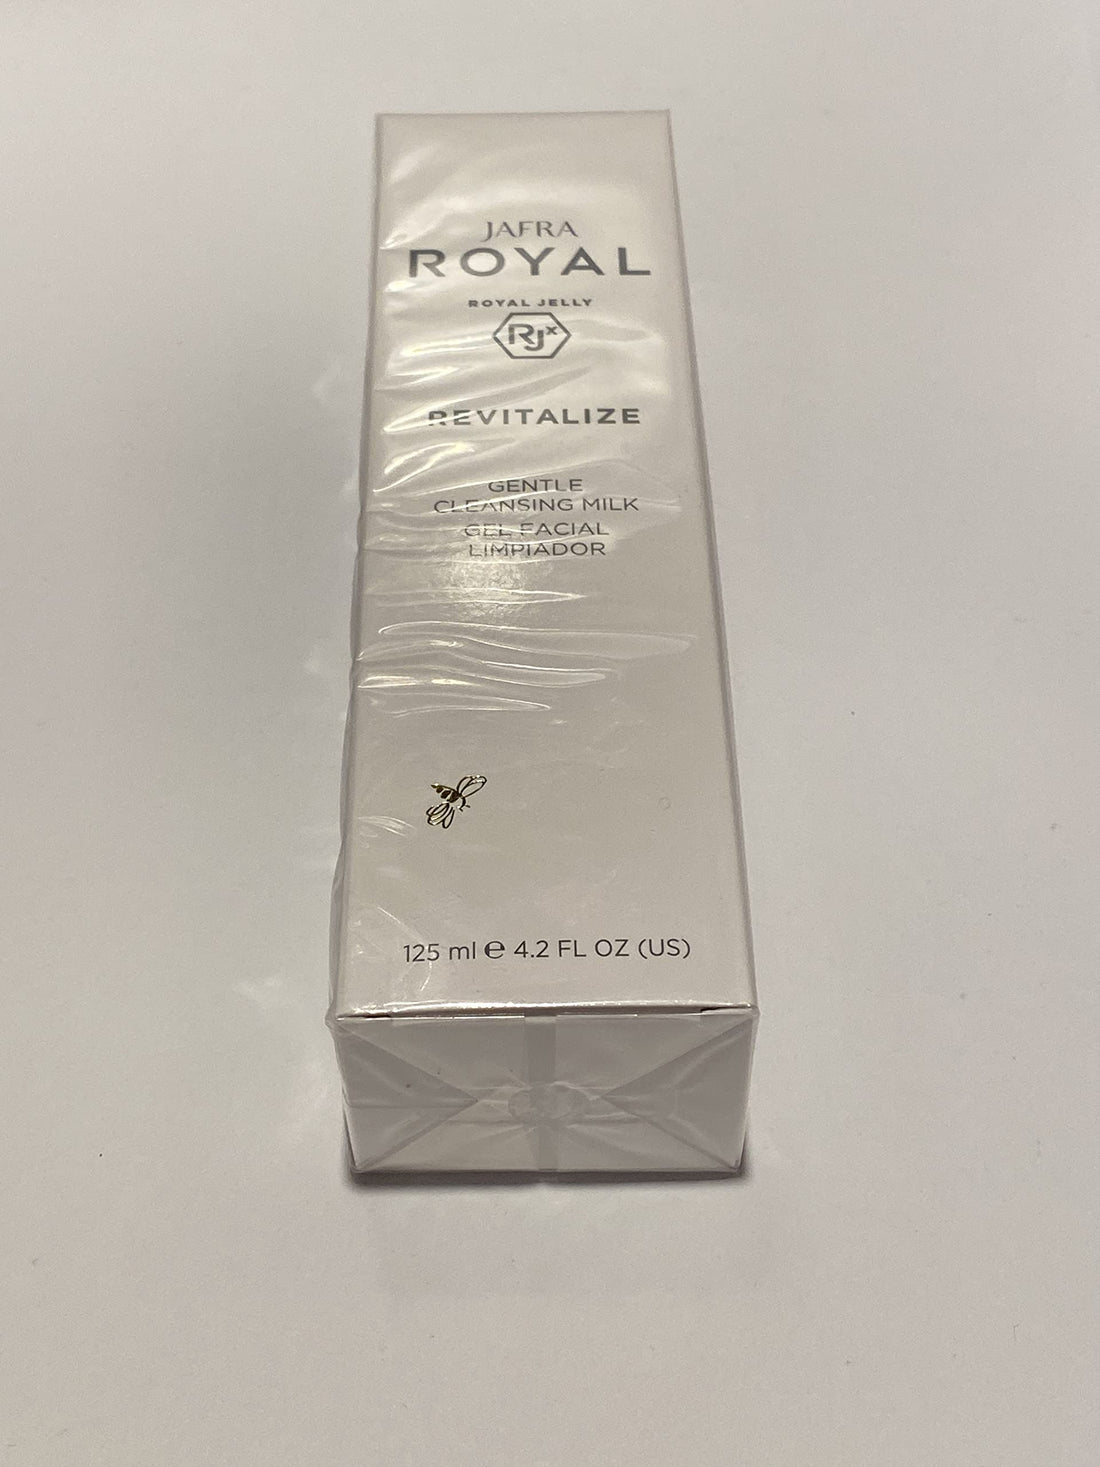 JAFRA
ROYAL
ROYAL JELLY
RJx
REVITALIZE
GENTLE
CLEANSING MILK
GEL FACIAL
LIMPIADOR
125 ml ℮ 4.2 FL OZ (US)